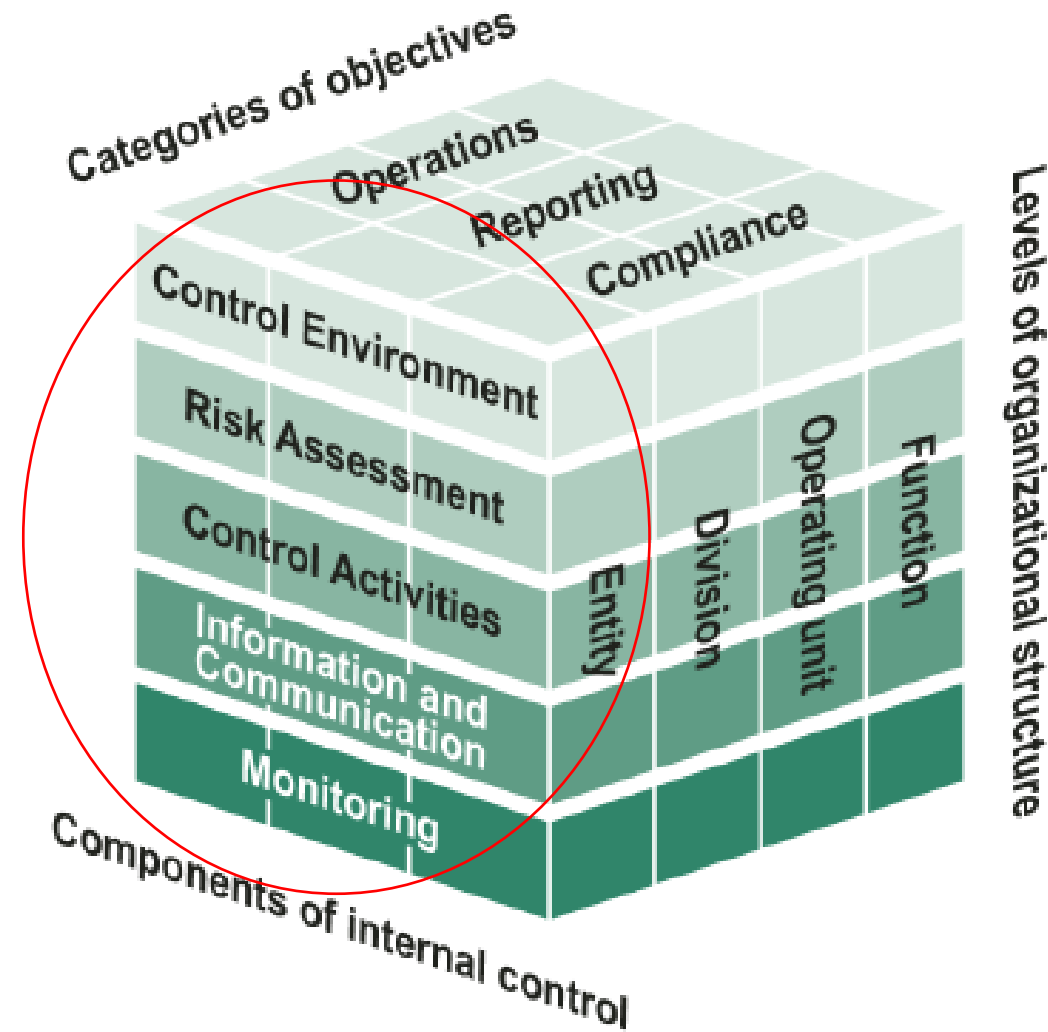 Categories of objectives
Operations
Reporting
Compliance
Control Environment
Risk Assessment
Control Activities
Information and
Communication
Monitoring
Components of internal control
Entity
Division
Operating unit
Function
Levels of organizational structure